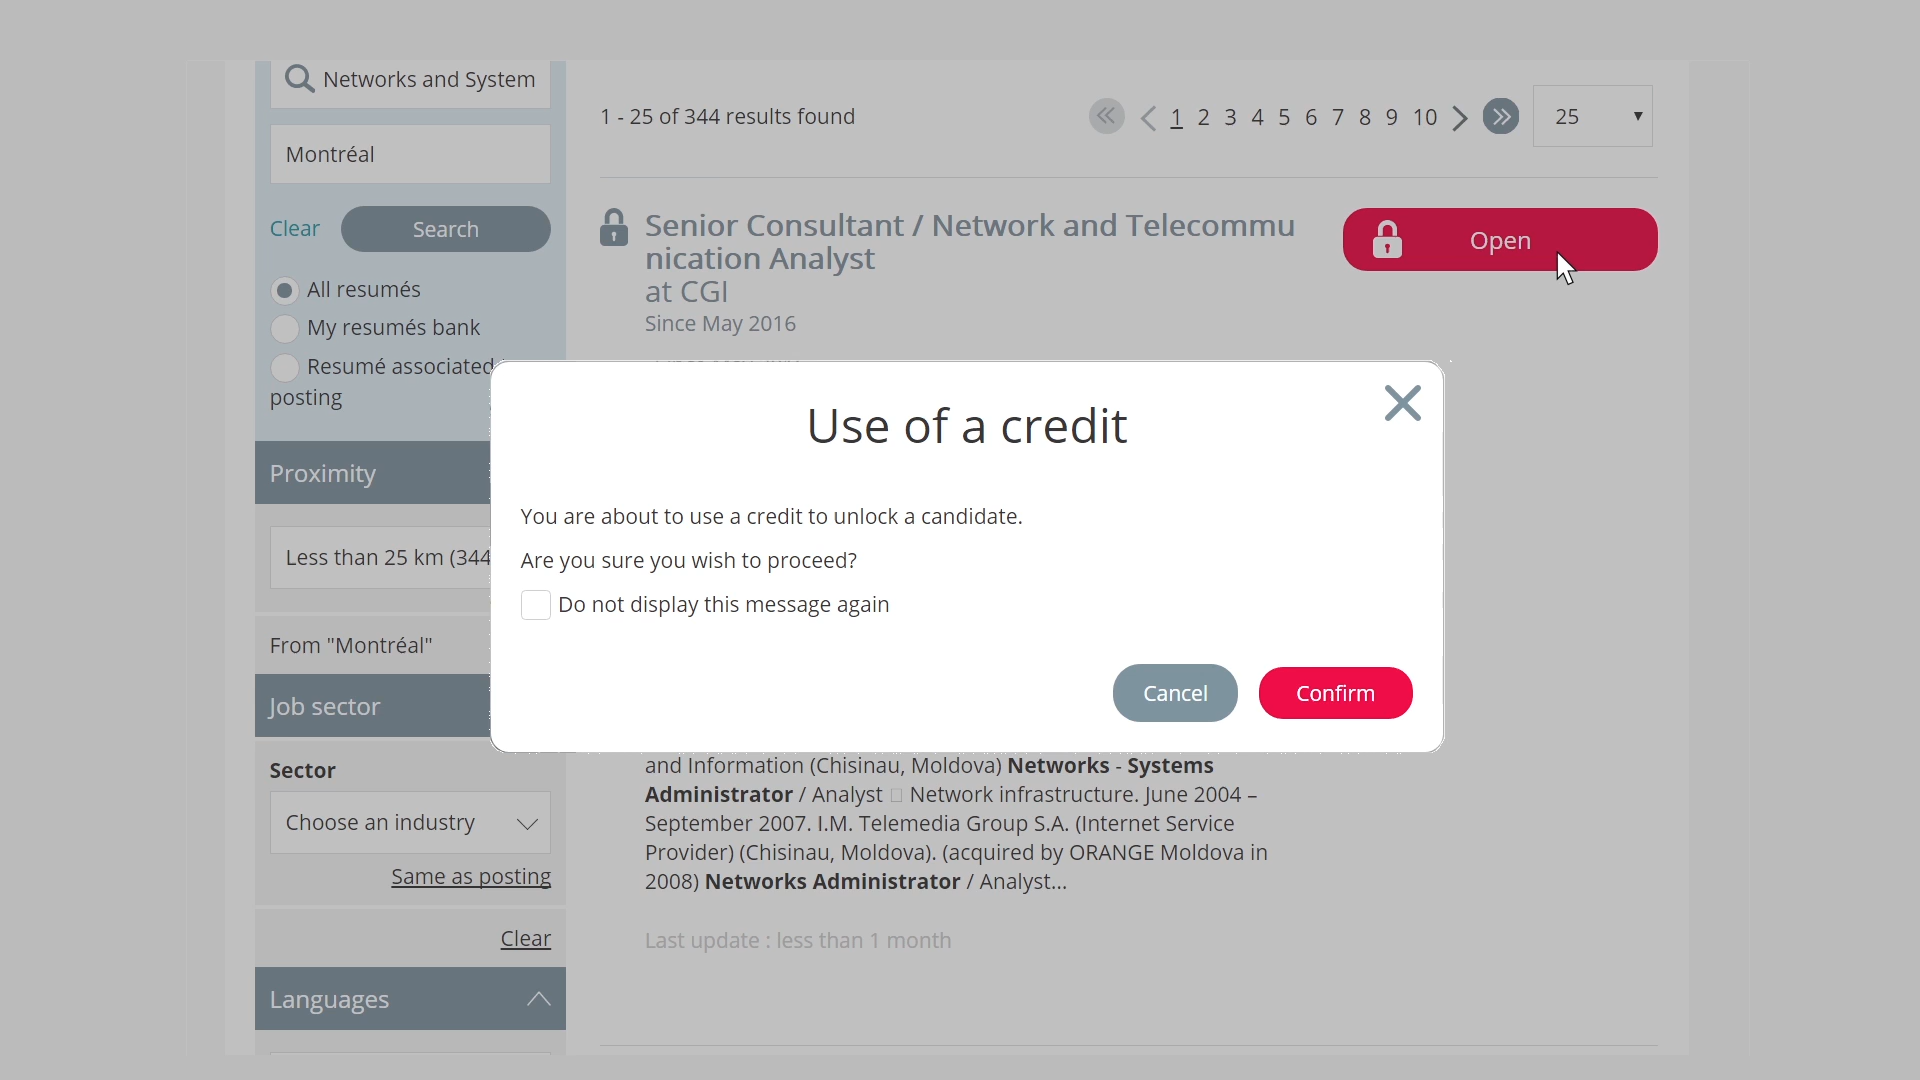 Networks and System
Montréal
Clear
Search
All resumés
My resumés bank
Resumé associated
posting
Proximity
Less than 25 km (344
From "Montréal"
Job sector
Sector
Choose an industry
Same as posting
Clear
Languages
1 - 25 of 344 results found
1 2 3 4 5 6 7 8 9 10
25
Senior Consultant / Network and Telecommu
nication Analyst
at CGI
Since May 2016
Open
Use of a credit
You are about to use a credit to unlock a candidate.
Are you sure you wish to proceed?
Do not display this message again
Cancel
Confirm
and Information (Chisinau, Moldova) Networks - Systems
Administrator / Analyst Network infrastructure. June 2004 –
September 2007. I.M. Telemedia Group S.A. (Internet Service
Provider) (Chisinau, Moldova). (acquired by ORANGE Moldova in
2008) Networks Administrator / Analyst...
Last update : less than 1 month